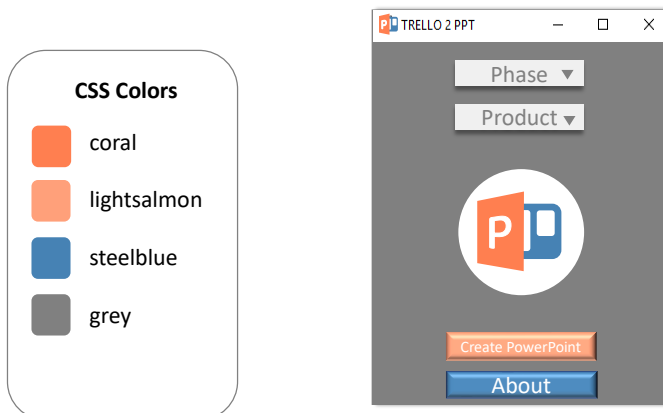 CSS Colors
coral
lightsalmon
steelblue
grey
TRELLO 2 PPT
Phase
Product
P
Create PowerPoint
About